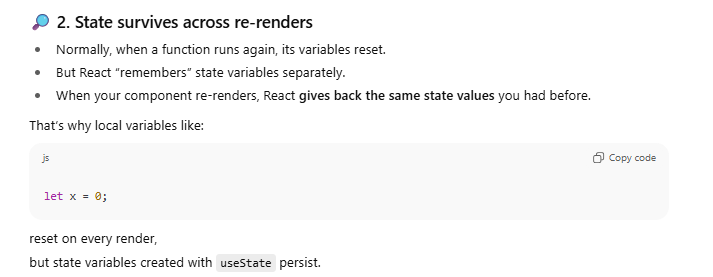 🔎 2. State survives across re-renders
• Normally, when a function runs again, its variables reset.
• But React “remembers” state variables separately.
• When your component re-renders, React gives back the same state values you had before.
That’s why local variables like:
js
Copy code
let x = 0;
reset on every render,
but state variables created with useState persist.